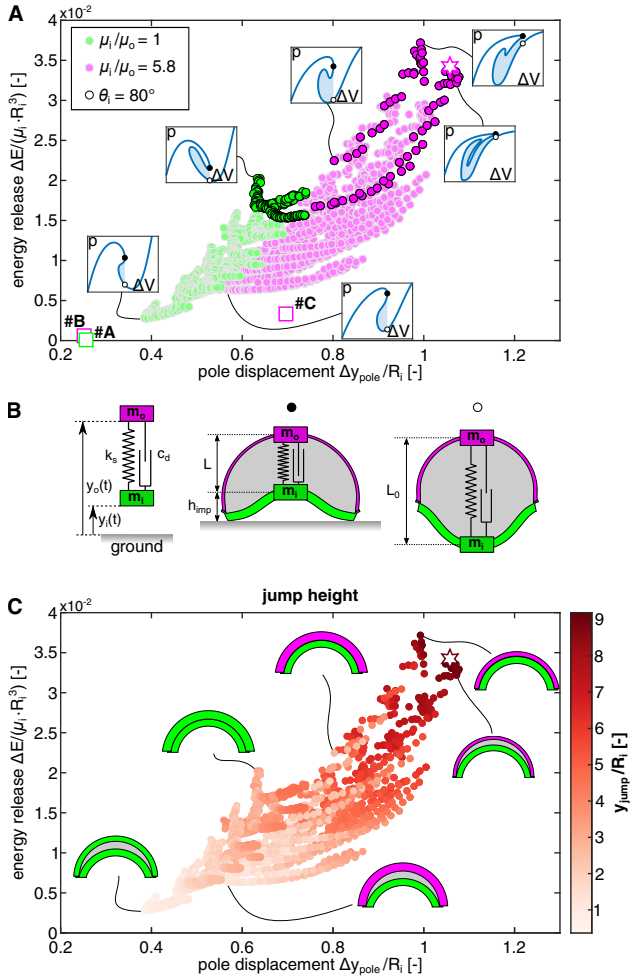 A
x10⁻²
4
3.5
3
2.5
2
1.5
1
0.5
0
energy release ΔE/(μᵢ·Rᵢ³) [-]
μᵢ/μₒ = 1
μᵢ/μₒ = 5.8
θᵢ = 80°
p
ΔV
p
ΔV
p
ΔV
p
ΔV
p
ΔV
p
ΔV
#B
#A
#C
0.2 0.4 0.6 0.8 1 1.2
pole displacement Δy_pole/Rᵢ [-]
B
mₒ
kₛ
c_d
yₒ(t)
mᵢ
yᵢ(t)
ground
mₒ
L
mᵢ
h_imp
mₒ
L₀
mᵢ
C
jump height
x10⁻²
4
3.5
3
2.5
2
1.5
1
0.5
0
energy release ΔE/(μᵢ·Rᵢ³) [-]
0.2 0.4 0.6 0.8 1 1.2
pole displacement Δy_pole/Rᵢ [-]
9
8
7
6
5
4
3
2
1
y_jump/Rᵢ [-]